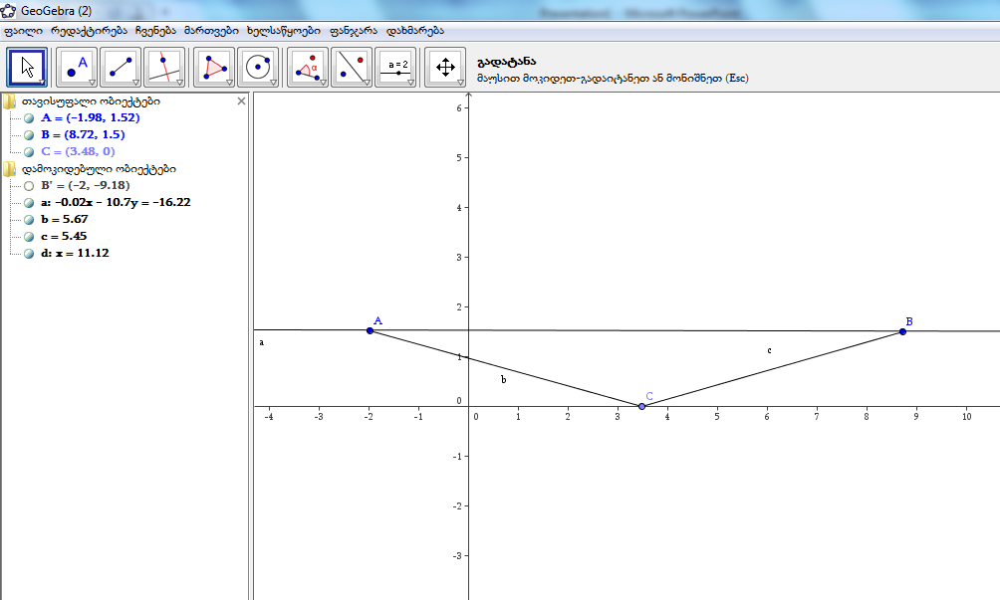 GeoGebra (2)
ფაილი რედაქტირება ჩვენება მართვები ხელსაწყოები ფანჯარა დახმარება
A
α
a = 2
გადატანა
მაუსით მოკიდეთ-გადაიტანეთ ან მონიშნეთ (Esc)
თავისუფალი ობიექტები
A = (-1.98, 1.52)
B = (8.72, 1.5)
C = (3.48, 0)
დამოკიდებული ობიექტები
B' = (-2, -9.18)
a: -0.02x - 10.7y = -16.22
b = 5.67
c = 5.45
d: x = 11.12
6
5
4
3
2
A B
a
1
c
b
C
0
-4 -3 -2 -1 0 1 2 3 4 5 6 7 8 9 10
-1
-2
-3